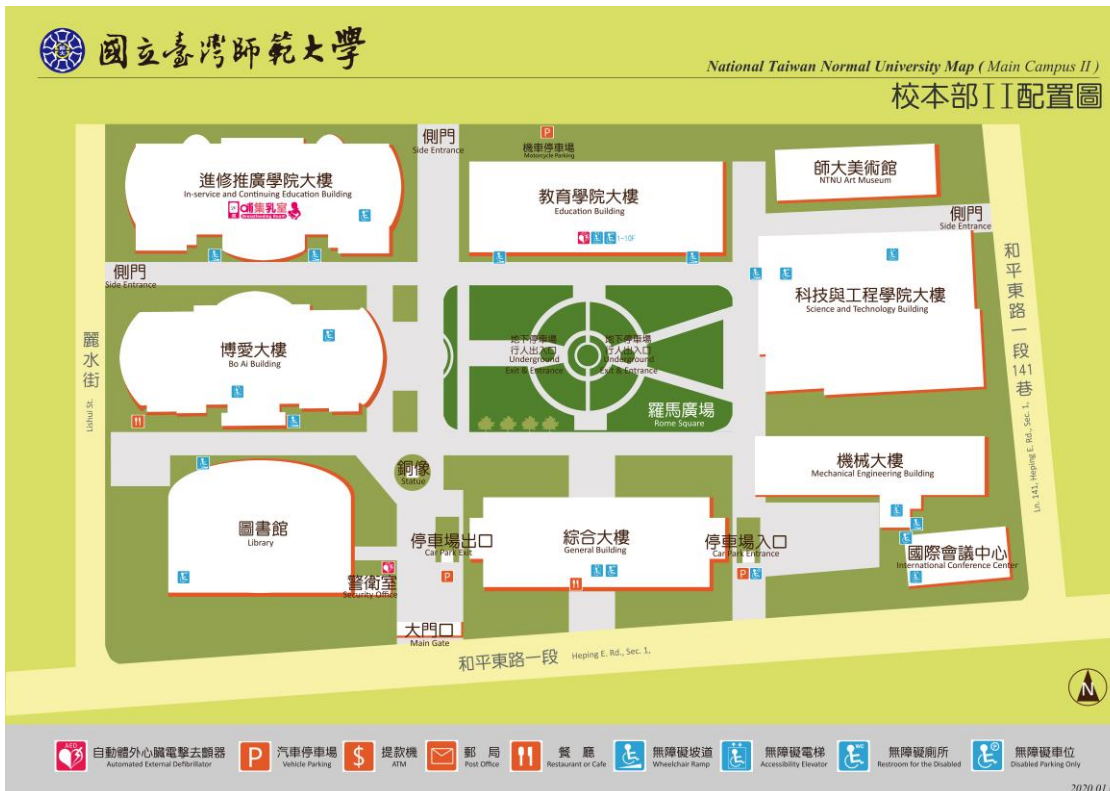 國立臺灣師範大學
National Taiwan Normal University Map ( Main Campus II )
校本部II配置圖
側門
Side Entrance
P
機車停車場
Motorcycle Parking
進修推廣學院大樓
In-service and Continuing Education Building
哺集乳室
Breastfeeding Room
教育學院大樓
Education Building
1~10F
師大美術館
NTNU Art Museum
側門
Side Entrance
側門
Side Entrance
科技與工程學院大樓
Science and Technology Building
和平東路一段141巷
Ln. 141, Heping E. Rd., Sec. 1,
麗水街
Lishui St.
博愛大樓
Bo Ai Building
地下停車場
行人出入口
Underground
Exit & Entrance
地下停車場
行人出入口
Underground
Exit & Entrance
羅馬廣場
Rome Square
機械大樓
Mechanical Engineering Building
銅像
Statue
圖書館
Library
停車場出口
Car Park Exit
P
綜合大樓
General Building
停車場入口
Car Park Entrance
P
國際會議中心
International Conference Center
警衛室
Security Office
大門口
Main Gate
和平東路一段 Heping E. Rd., Sec. 1,
N
AED
自動體外心臟電擊去顫器
Automated External Defibrillator
P
汽車停車場
Vehicle Parking
$
提款機
ATM
郵局
Post Office
餐廳
Restaurant or Cafe
無障礙坡道
Wheelchair Ramp
無障礙電梯
Accessibility Elevator
WC
無障礙廁所
Restroom for the Disabled
P
無障礙車位
Disabled Parking Only
2020.01